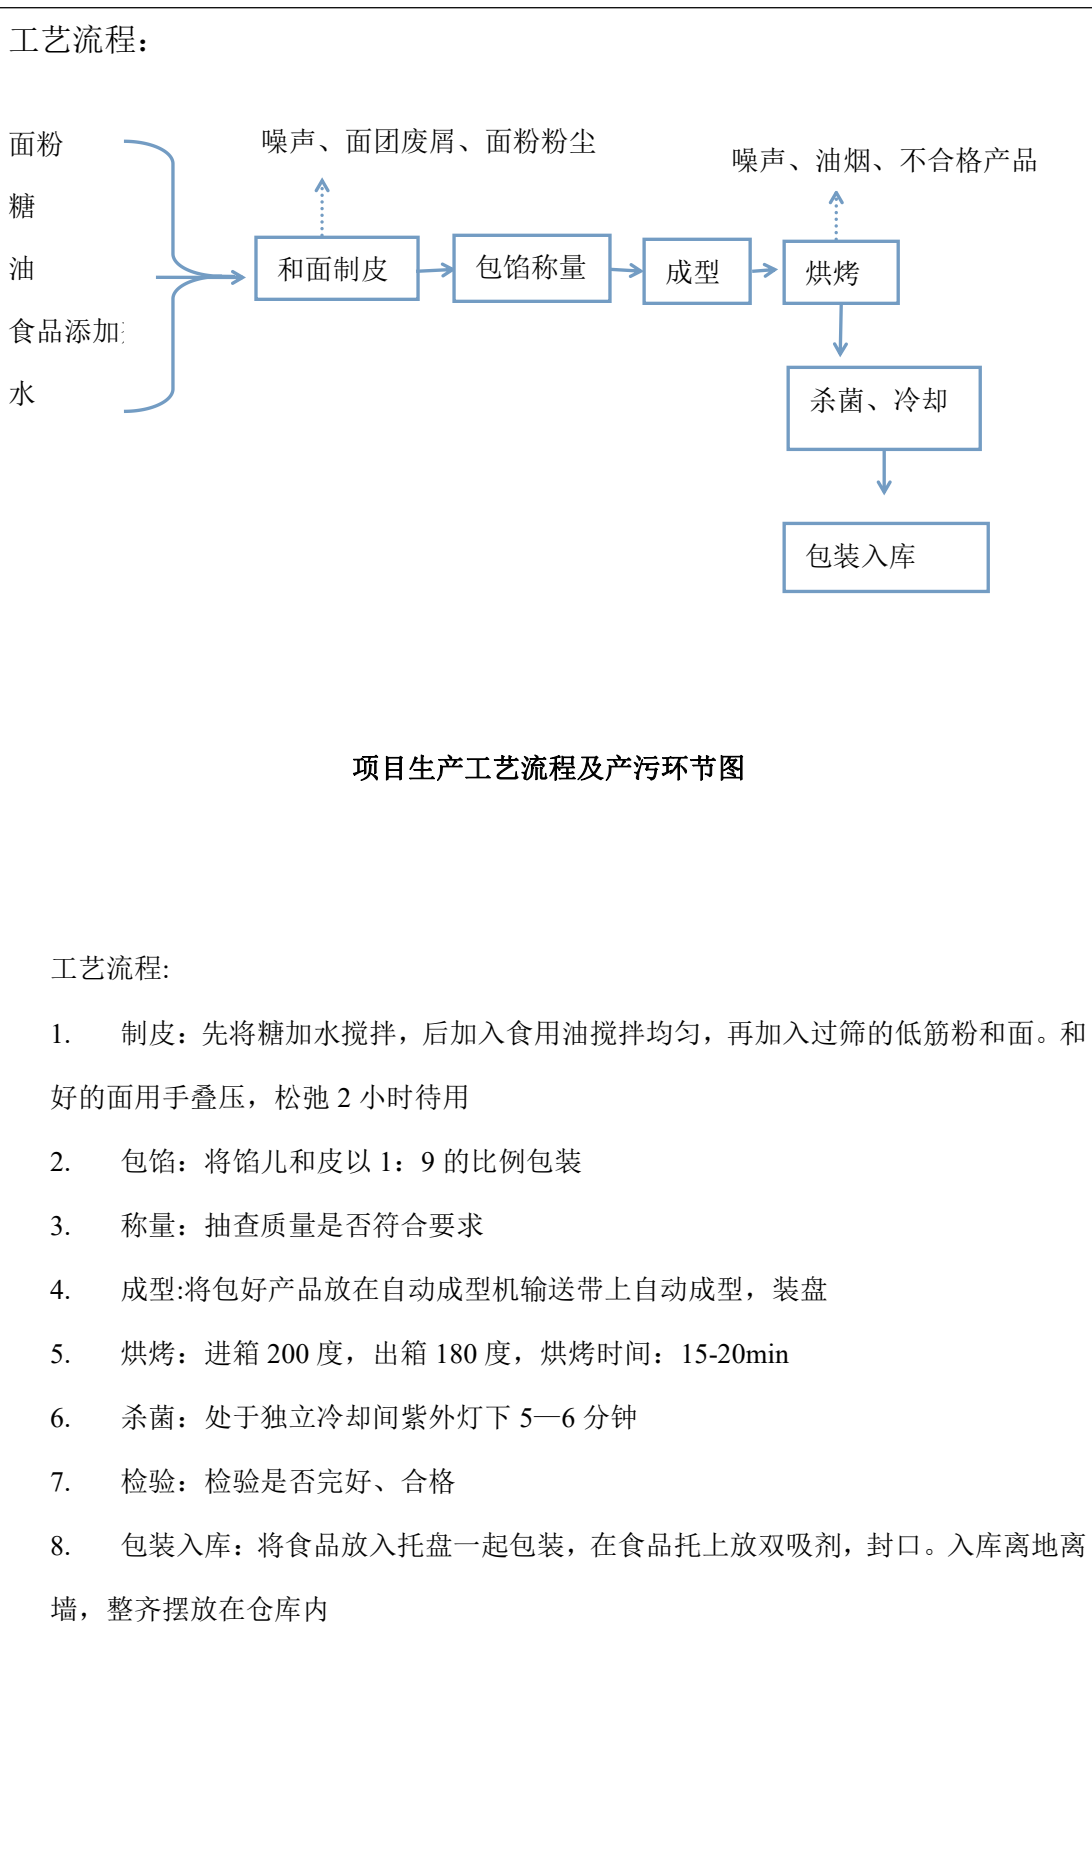 工艺流程：
面粉
糖
油
食品添加
水
噪声、面团废屑、面粉粉尘
噪声、油烟、不合格产品
和面制皮
包馅称量
成型
烘烤
杀菌、冷却
包装入库
项目生产工艺流程及产污环节图
工艺流程:
1. 制皮：先将糖加水搅拌，后加入食用油搅拌均匀，再加入过筛的低筋粉和面。和
好的面用手叠压，松弛 2 小时待用
2. 包馅：将馅儿和皮以 1：9 的比例包装
3. 称量：抽查质量是否符合要求
4. 成型:将包好产品放在自动成型机输送带上自动成型，装盘
5. 烘烤：进箱 200 度，出箱 180 度，烘烤时间：15-20min
6. 杀菌：处于独立冷却间紫外灯下 5—6 分钟
7. 检验：检验是否完好、合格
8. 包装入库：将食品放入托盘一起包装，在食品托上放双吸剂，封口。入库离地离
墙，整齐摆放在仓库内